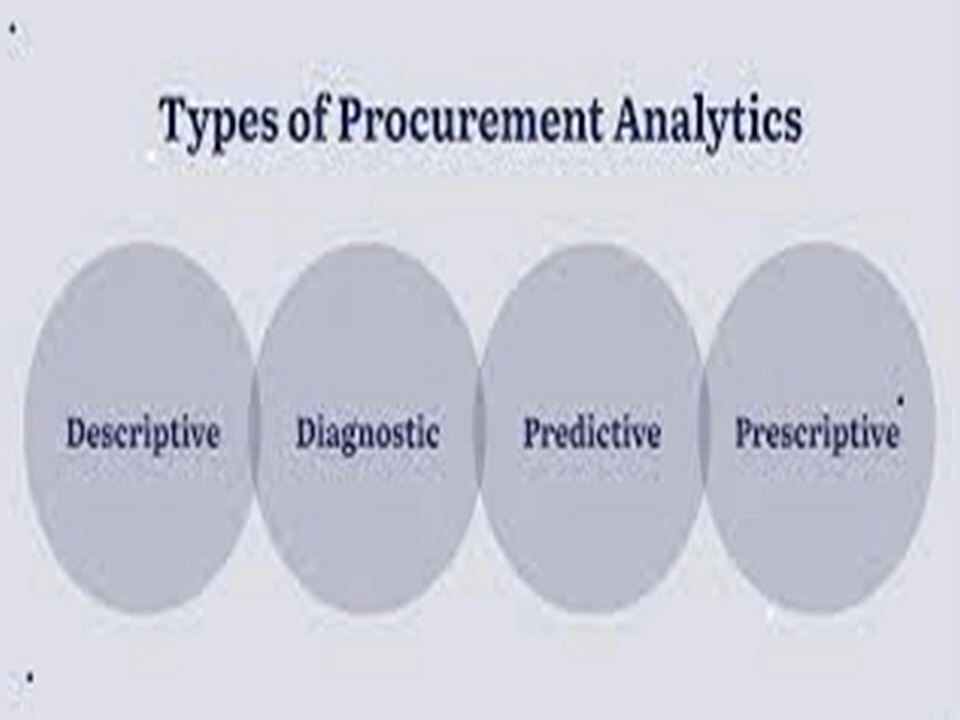 Types of Procurement Analytics
Descriptive
Diagnostic
Predictive
Prescriptive